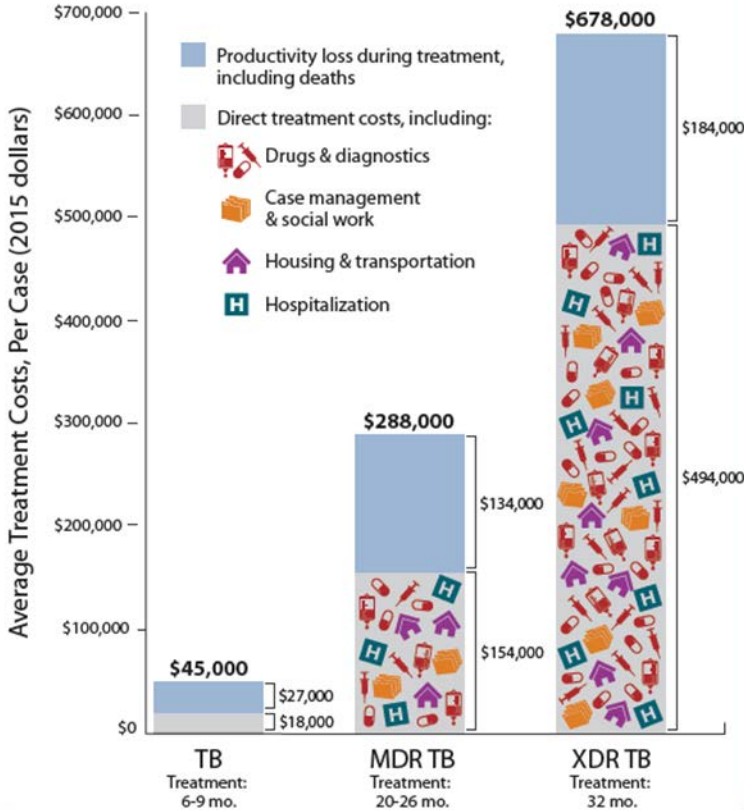 Average Treatment Costs, Per Case (2015 dollars)
$700,000
$600,000
$500,000
$400,000
$300,000
$200,000
$100,000
$0
Productivity loss during treatment,
including deaths
Direct treatment costs, including:
Drugs & diagnostics
Case management
& social work
Housing & transportation
H Hospitalization
$45,000
$27,000
$18,000
TB
Treatment:
6-9 mo.
$288,000
$134,000
$154,000
MDR TB
Treatment:
20-26 mo.
$678,000
$184,000
$494,000
XDR TB
Treatment:
32 mo.